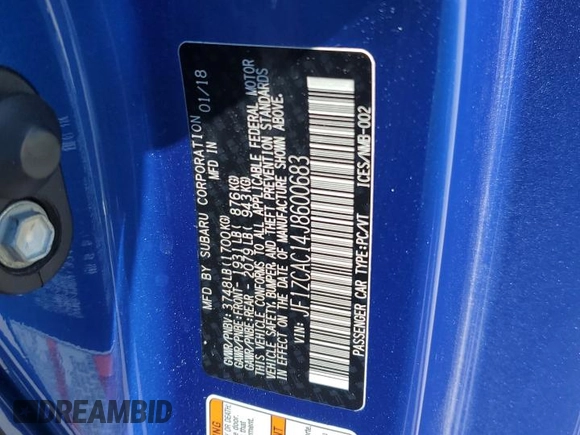 MFD BY SUBARU CORPORATION 01/18
MFD IN
GVWR/PNBV: 3748LB(1700KG)
GAWR/PNBE:FRONT- 1931LB( 876KG)
GAWR/PNBE:REAR - 2079LB( 943KG)
THIS VEHICLE CONFORMS TO ALL APPLICABLE FEDERAL MOTOR
VEHICLE SAFETY, BUMPER, AND THEFT PREVENTION STANDARDS
IN EFFECT ON THE DATE OF MANUFACTURE SHOWN ABOVE.
VIN: JF1ZCAC14J8600683
PASSENGER CAR TYPE:PC/VT ICES/NMB-002
OR DEATH
WARNING
DREAMBID